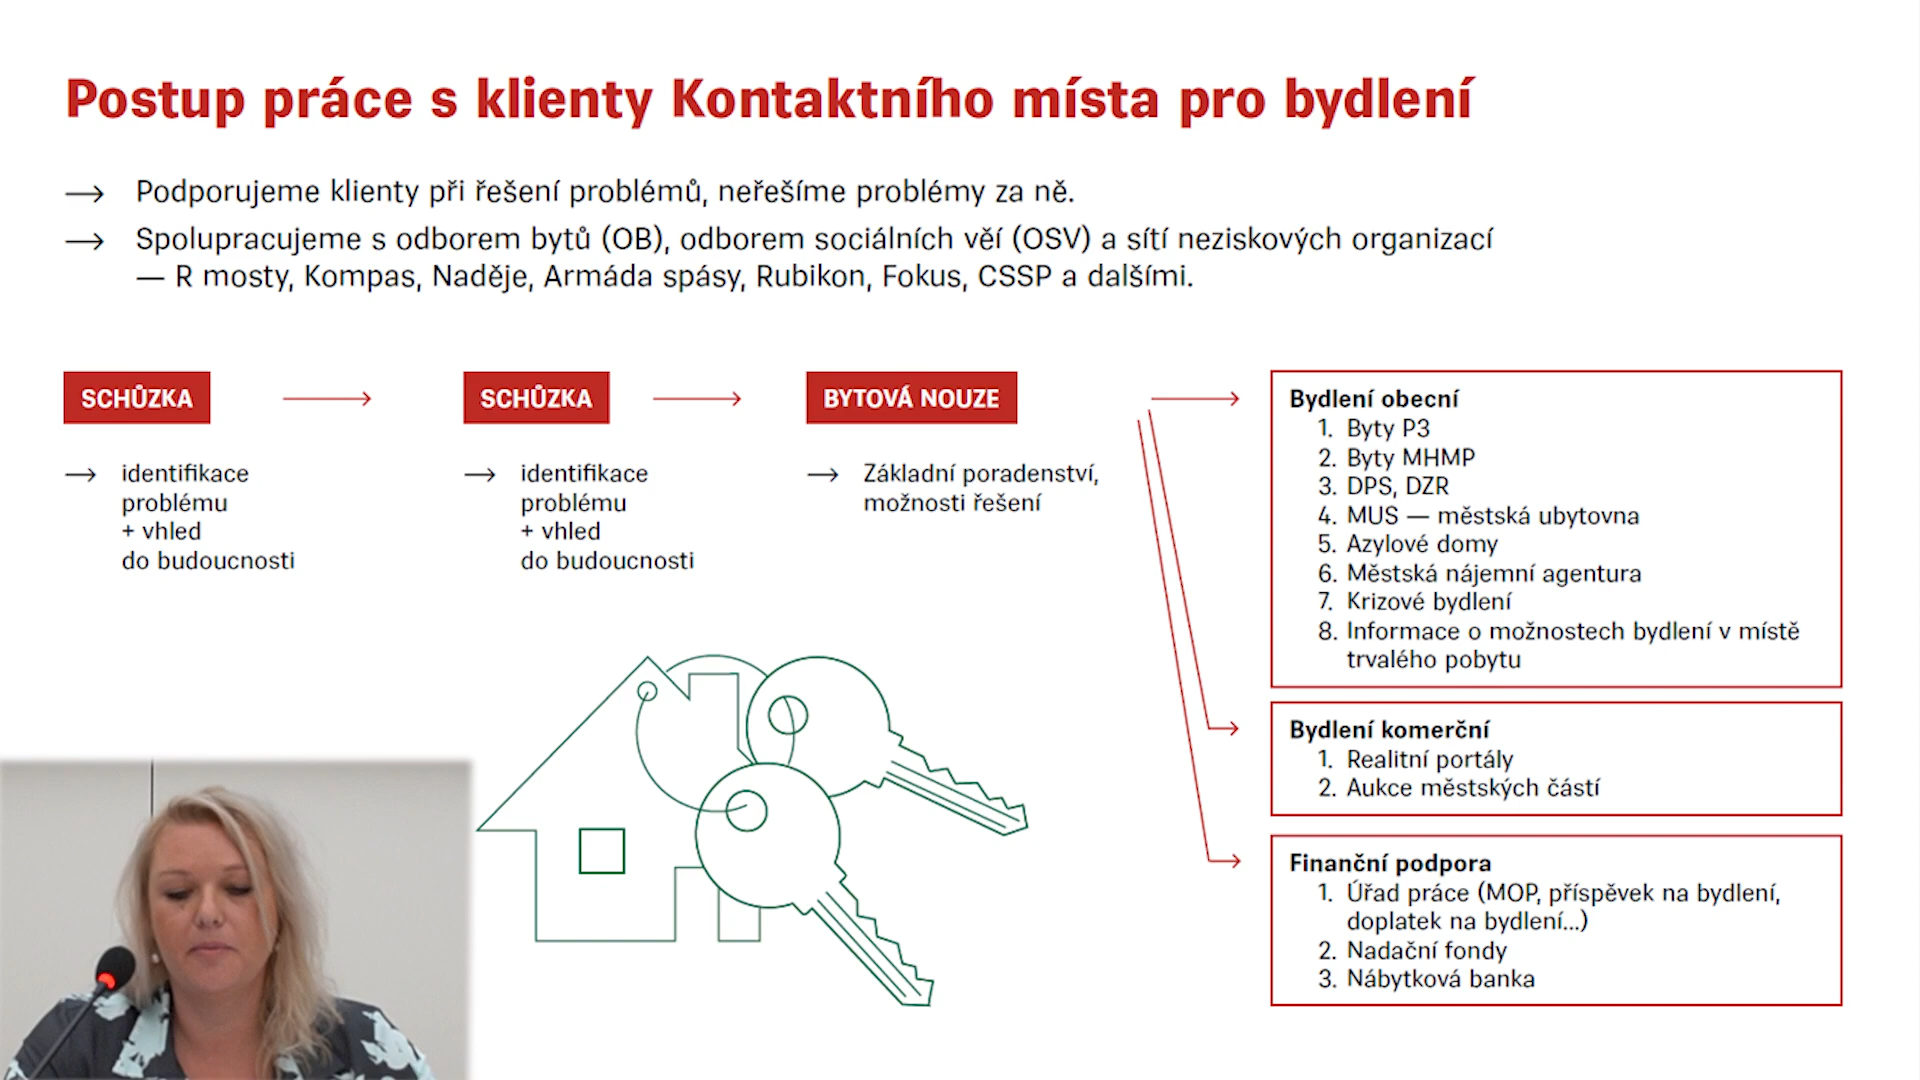 Postup práce s klienty Kontaktního místa pro bydlení
→ Podporujeme klienty při řešení problémů, neřešíme problémy za ně.
→ Spolupracujeme s odborem bytů (OB), odborem sociálních věí (OSV) a sítí neziskových organizací
— R mosty, Kompas, Naděje, Armáda spásy, Rubikon, Fokus, CSSP a dalšími.
SCHŮZKA
→ identifikace
problému
+ vhled
do budoucnosti
SCHŮZKA
→ identifikace
problému
+ vhled
do budoucnosti
BYTOVÁ NOUZE
→ Základní poradenství,
možnosti řešení
Bydlení obecní
1. Byty P3
2. Byty MHMP
3. DPS, DZR
4. MUS — městská ubytovna
5. Azylové domy
6. Městská nájemní agentura
7. Krizové bydlení
8. Informace o možnostech bydlení v místě
trvalého pobytu
Bydlení komerční
1. Realitní portály
2. Aukce městských částí
Finanční podpora
1. Úřad práce (MOP, příspěvek na bydlení,
doplatek na bydlení...)
2. Nadační fondy
3. Nábytková banka